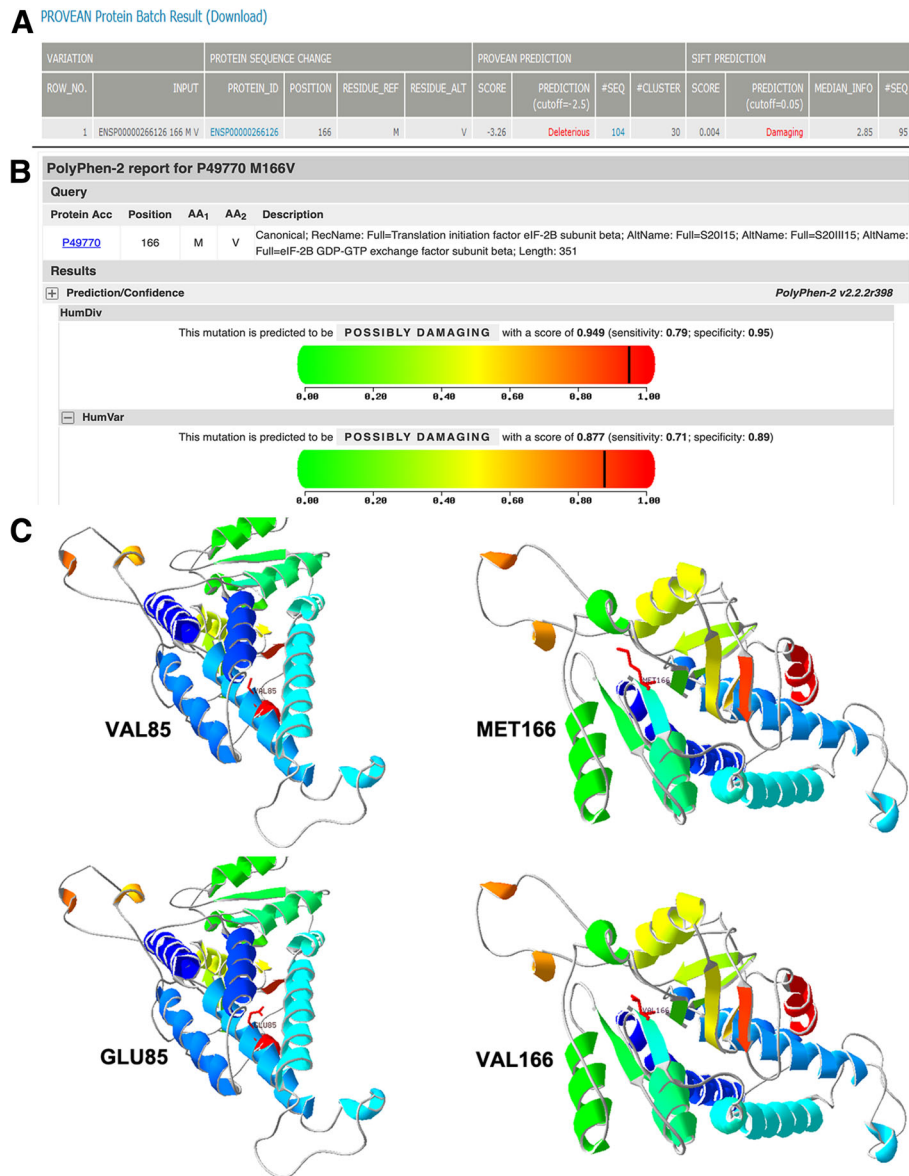 A PROVEAN Protein Batch Result (Download)
VARIATION PROTEIN SEQUENCE CHANGE PROVEAN PREDICTION SIFT PREDICTION
ROW_NO. INPUT PROTEIN_ID POSITION RESIDUE_REF RESIDUE_ALT SCORE PREDICTION #SEQ #CLUSTER SCORE PREDICTION MEDIAN_INFO #SEQ
(cutoff=-2.5) (cutoff=0.05)
1 ENSP00000266126 166 M V ENSP00000266126 166 M V -3.26 Deleterious 104 30 0.004 Damaging 2.85 95
B PolyPhen-2 report for P49770 M166V
Query
Protein Acc Position AA1 AA2 Description
P49770 166 M V Canonical; RecName: Full=Translation initiation factor eIF-2B subunit beta; AltName: Full=S20I15; AltName: Full=S20III15; AltName:
Full=eIF-2B GDP-GTP exchange factor subunit beta; Length: 351
Results
Prediction/Confidence PolyPhen-2 v2.2.2r398
HumDiv
This mutation is predicted to be POSSIBLY DAMAGING with a score of 0.949 (sensitivity: 0.79; specificity: 0.95)
0.00 0.20 0.40 0.60 0.80 1.00
HumVar
This mutation is predicted to be POSSIBLY DAMAGING with a score of 0.877 (sensitivity: 0.71; specificity: 0.89)
0.00 0.20 0.40 0.60 0.80 1.00
C
VAL85
VAL85
MET166
MET166
GLU85
GLU85
VAL166
VAL166